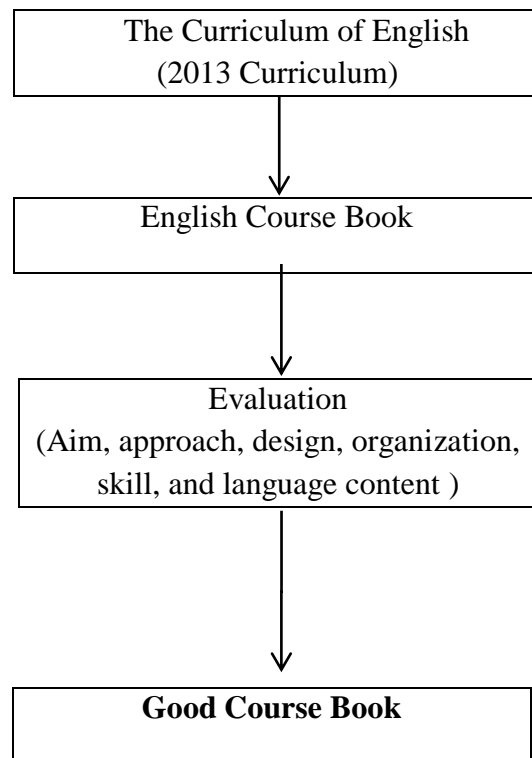 The Curriculum of English
(2013 Curriculum)
English Course Book
Evaluation
(Aim, approach, design, organization,
skill, and language content )
Good Course Book